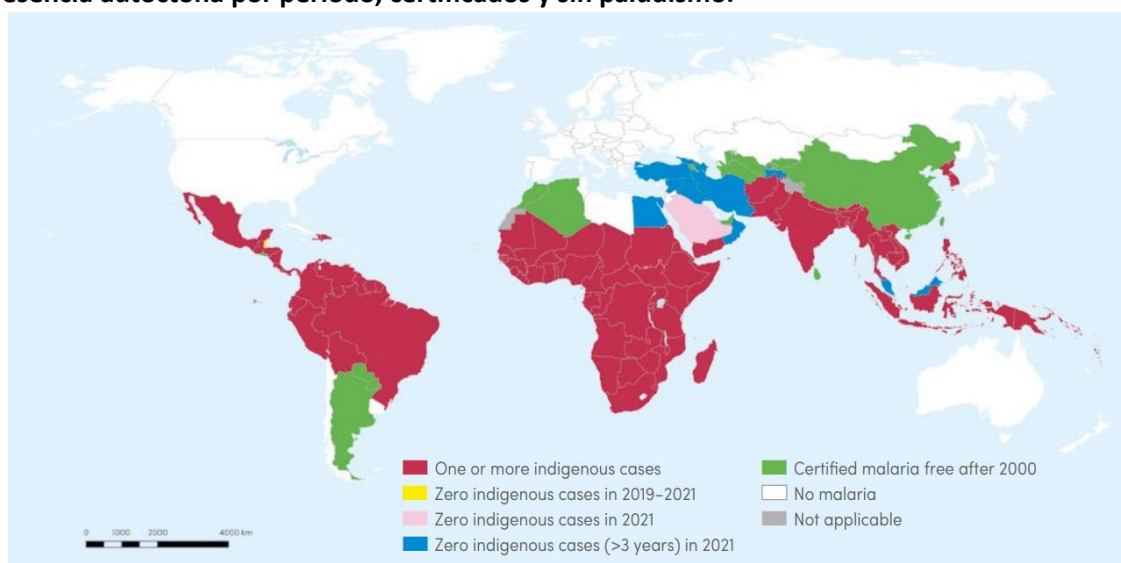 esencia autóctona por periodo, certificados y sin paludismo.
One or more indigenous cases
Zero indigenous cases in 2019–2021
Zero indigenous cases in 2021
Zero indigenous cases (>3 years) in 2021
Certified malaria free after 2000
No malaria
Not applicable
0 1000 2000 4000 km